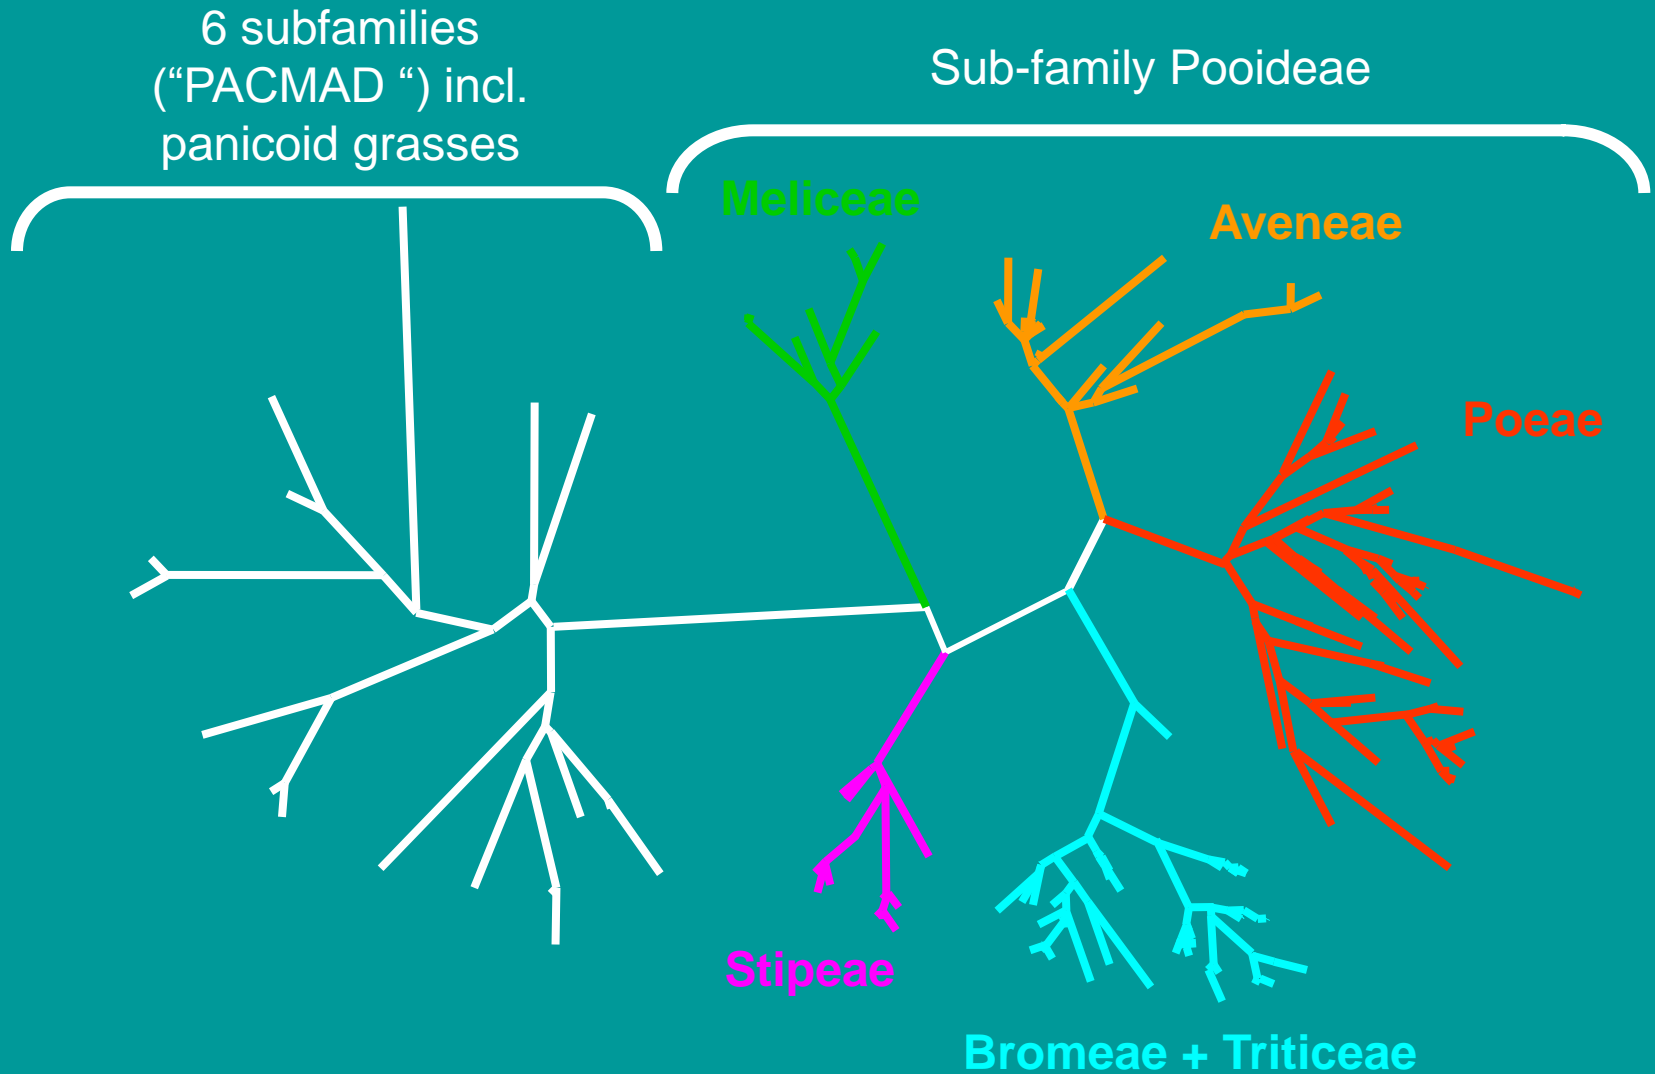 6 subfamilies
(“PACMAD “) incl.
panicoid grasses
Sub-family Pooideae
Meliceae
Aveneae
Poeae
Stipeae
Bromeae + Triticeae